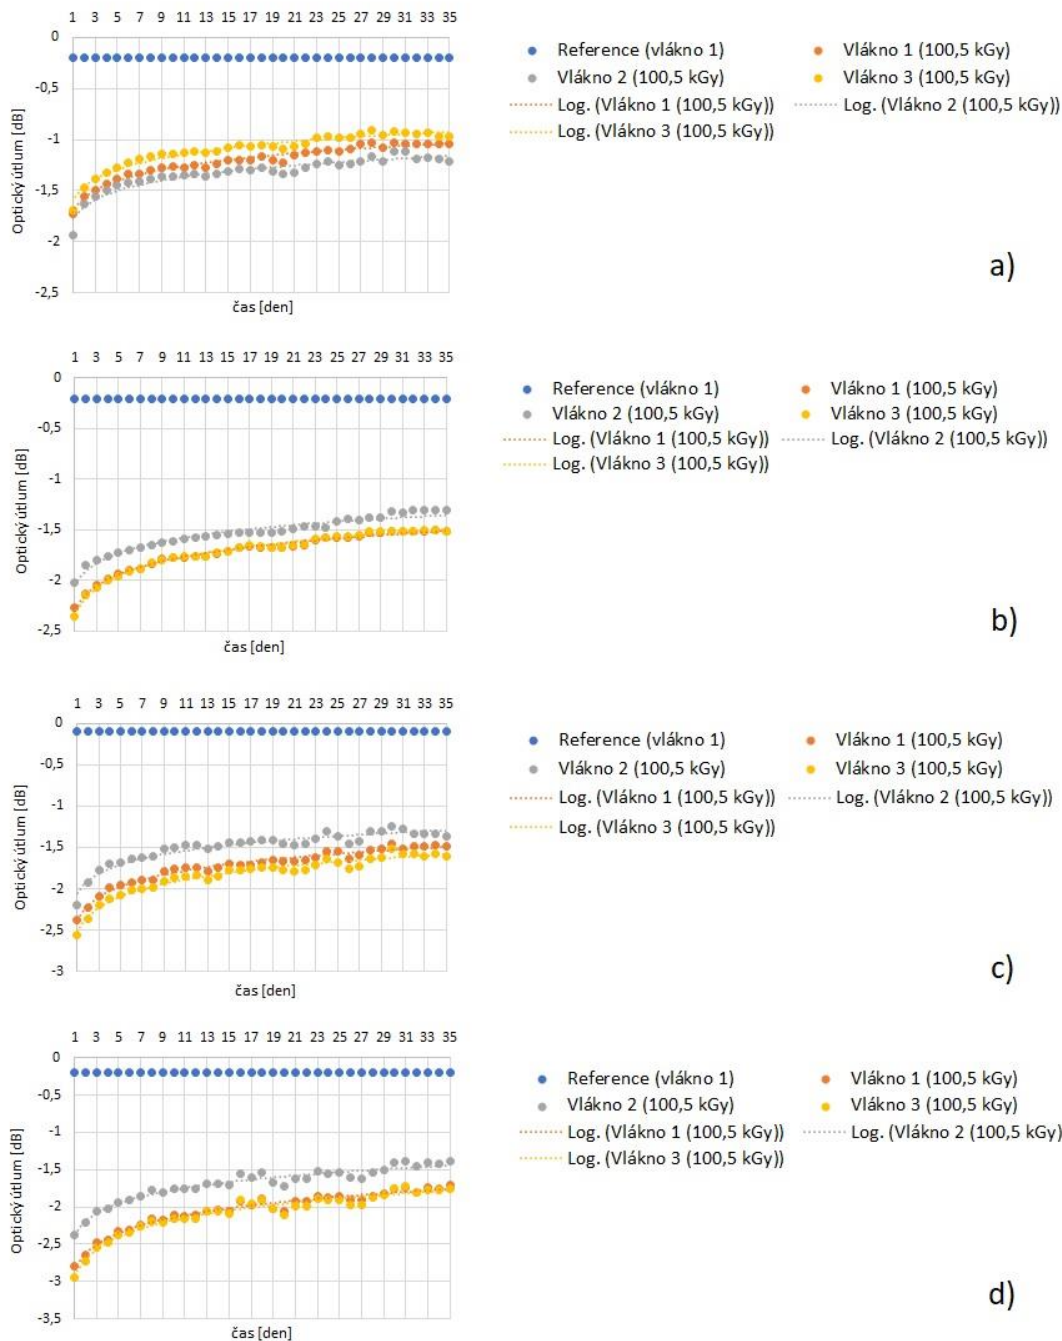 1 3 5 7 9 11 13 15 17 19 21 23 25 27 29 31 33 35
0
-0,5
-1
-1,5
-2
-2,5
Optický útlum [dB]
čas [den]
Reference (vlákno 1)
Vlákno 1 (100,5 kGy)
Vlákno 2 (100,5 kGy)
Vlákno 3 (100,5 kGy)
Log. (Vlákno 1 (100,5 kGy))
Log. (Vlákno 2 (100,5 kGy))
Log. (Vlákno 3 (100,5 kGy))
a)
1 3 5 7 9 11 13 15 17 19 21 23 25 27 29 31 33 35
0
-0,5
-1
-1,5
-2
-2,5
Optický útlum [dB]
čas [den]
Reference (vlákno 1)
Vlákno 1 (100,5 kGy)
Vlákno 2 (100,5 kGy)
Vlákno 3 (100,5 kGy)
Log. (Vlákno 1 (100,5 kGy))
Log. (Vlákno 2 (100,5 kGy))
Log. (Vlákno 3 (100,5 kGy))
b)
1 3 5 7 9 11 13 15 17 19 21 23 25 27 29 31 33 35
0
-0,5
-1
-1,5
-2
-2,5
-3
Optický útlum [dB]
čas [den]
Reference (vlákno 1)
Vlákno 1 (100,5 kGy)
Vlákno 2 (100,5 kGy)
Vlákno 3 (100,5 kGy)
Log. (Vlákno 1 (100,5 kGy))
Log. (Vlákno 2 (100,5 kGy))
Log. (Vlákno 3 (100,5 kGy))
c)
1 3 5 7 9 11 13 15 17 19 21 23 25 27 29 31 33 35
0
-0,5
-1
-1,5
-2
-2,5
-3
-3,5
Optický útlum [dB]
čas [den]
Reference (vlákno 1)
Vlákno 1 (100,5 kGy)
Vlákno 2 (100,5 kGy)
Vlákno 3 (100,5 kGy)
Log. (Vlákno 1 (100,5 kGy))
Log. (Vlákno 2 (100,5 kGy)
Log. (Vlákno 3 (100,5 kGy))
d)